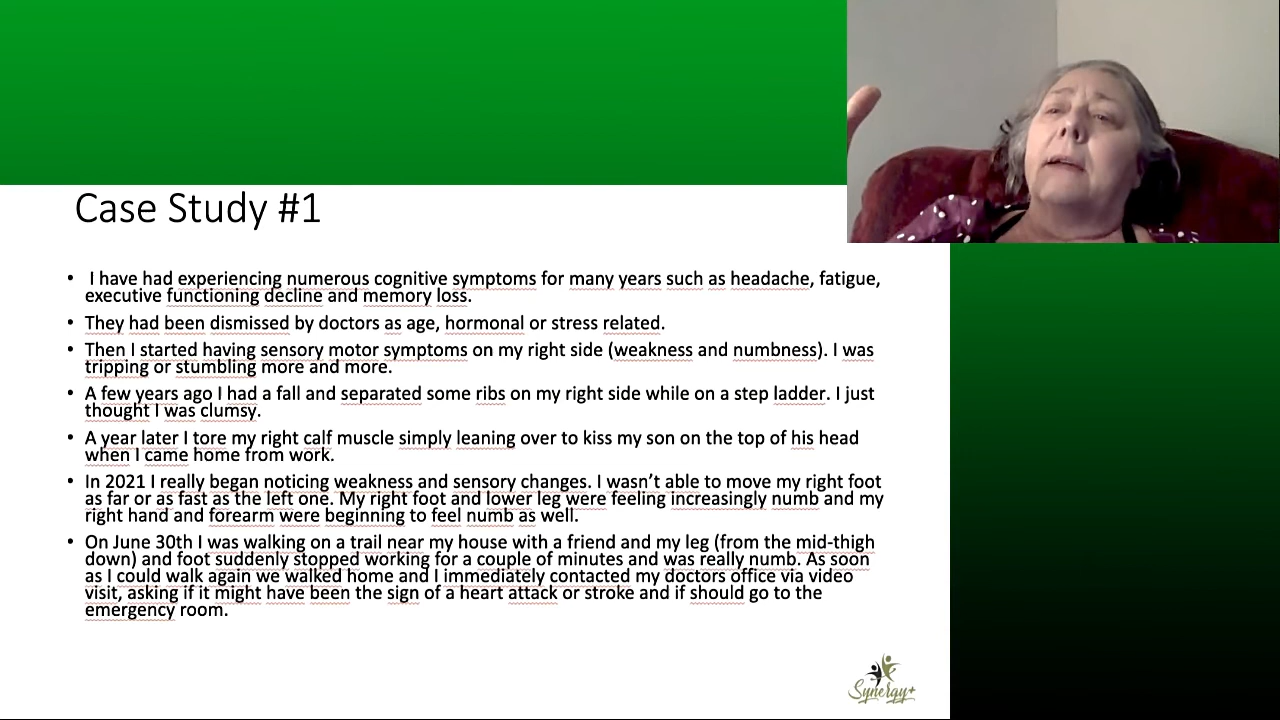 Case Study #1
• I have had experiencing numerous cognitive symptoms for many years such as headache, fatigue,
executive functioning decline and memory loss.
• They had been dismissed by doctors as age, hormonal or stress related.
• Then I started having sensory motor symptoms on my right side (weakness and numbness). I was
tripping or stumbling more and more.
• A few years ago I had a fall and separated some ribs on my right side while on a step ladder. I just
thought I was clumsy.
• A year later I tore my right calf muscle simply leaning over to kiss my son on the top of his head
when I came home from work.
• In 2021 I really began noticing weakness and sensory changes. I wasn't able to move my right foot
as far or as fast as the left one. My right foot and lower leg were feeling increasingly numb and my
right hand and forearm were beginning to feel numb as well.
• On June 30th I was walking on a trail near my house with a friend and my leg (from the mid-thigh
down) and foot suddenly stopped working for a couple of minutes and was really numb. As soon
as I could walk again we walked home and I immediately contacted my doctors office via video
visit, asking if it might have been the sign of a heart attack or stroke and if should go to the
emergency room.
Synergy+